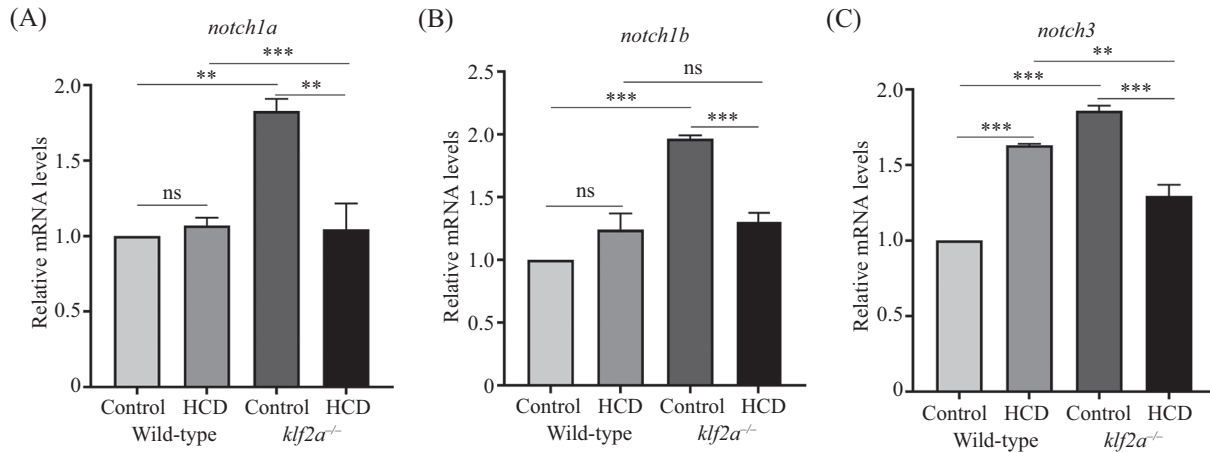 (A)
notch1a
***
**
**
ns
Relative mRNA levels
2.0
1.5
1.0
0.5
0
Control HCD Control HCD
Wild-type klf2a–/–
(B)
notch1b
ns
***
***
ns
Relative mRNA levels
2.5
2.0
1.5
1.0
0.5
0
Control HCD Control HCD
Wild-type klf2a–/–
(C)
notch3
**
***
***
***
Relative mRNA levels
2.0
1.5
1.0
0.5
0
Control HCD Control HCD
Wild-type klf2a–/–